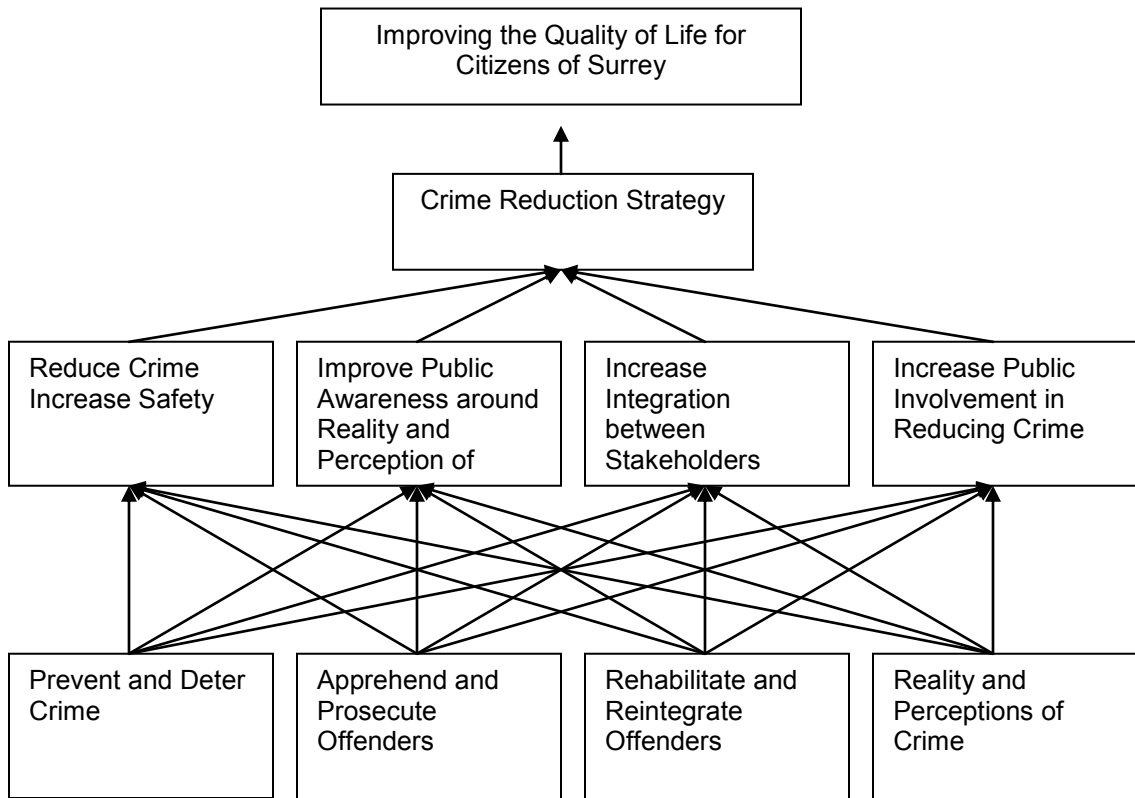 Improving the Quality of Life for
Citizens of Surrey
Crime Reduction Strategy
Reduce Crime
Increase Safety
Improve Public
Awareness around
Reality and
Perception of
Increase
Integration
between
Stakeholders
Increase Public
Involvement in
Reducing Crime
Prevent and Deter
Crime
Apprehend and
Prosecute
Offenders
Rehabilitate and
Reintegrate
Offenders
Reality and
Perceptions of
Crime